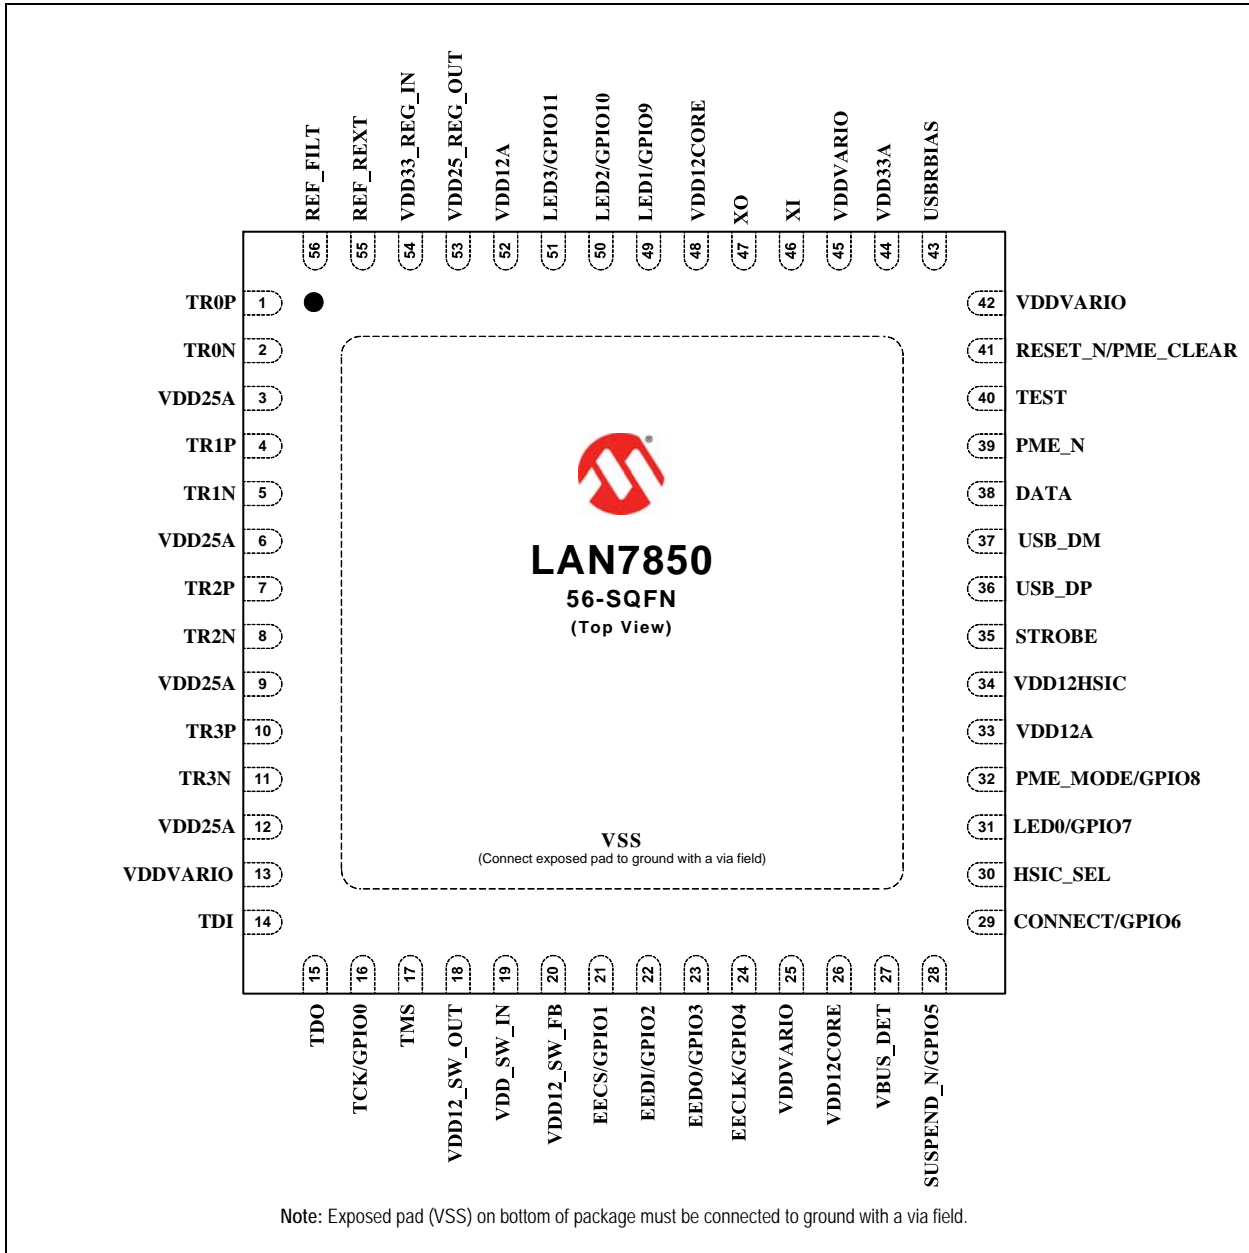 REF_FILT
REF_REXT
VDD33_REG_IN
VDD25_REG_OUT
VDD12A
LED3/GPIO11
LED2/GPIO10
LED1/GPIO9
VDD12CORE
XO
XI
VDDVARIO
VDD33A
USBRBIAS
56
55
54
53
52
51
50
49
48
47
46
45
44
43
TR0P 1
TR0N 2
VDD25A 3
TR1P 4
TR1N 5
VDD25A 6
TR2P 7
TR2N 8
VDD25A 9
TR3P 10
TR3N 11
VDD25A 12
VDDVARIO 13
TDI 14
®
LAN7850
56-SQFN
(Top View)
VSS
(Connect exposed pad to ground with a via field)
42 VDDVARIO
41 RESET_N/PME_CLEAR
40 TEST
39 PME_N
38 DATA
37 USB_DM
36 USB_DP
35 STROBE
34 VDD12HSIC
33 VDD12A
32 PME_MODE/GPIO8
31 LED0/GPIO7
30 HSIC_SEL
29 CONNECT/GPIO6
15
16
17
18
19
20
21
22
23
24
25
26
27
28
TDO
TCK/GPIO0
TMS
VDD12_SW_OUT
VDD_SW_IN
VDD12_SW_FB
EECS/GPIO1
EEDI/GPIO2
EEDO/GPIO3
EECLK/GPIO4
VDDVARIO
VDD12CORE
VBUS_DET
SUSPEND_N/GPIO5
Note: Exposed pad (VSS) on bottom of package must be connected to ground with a via field.